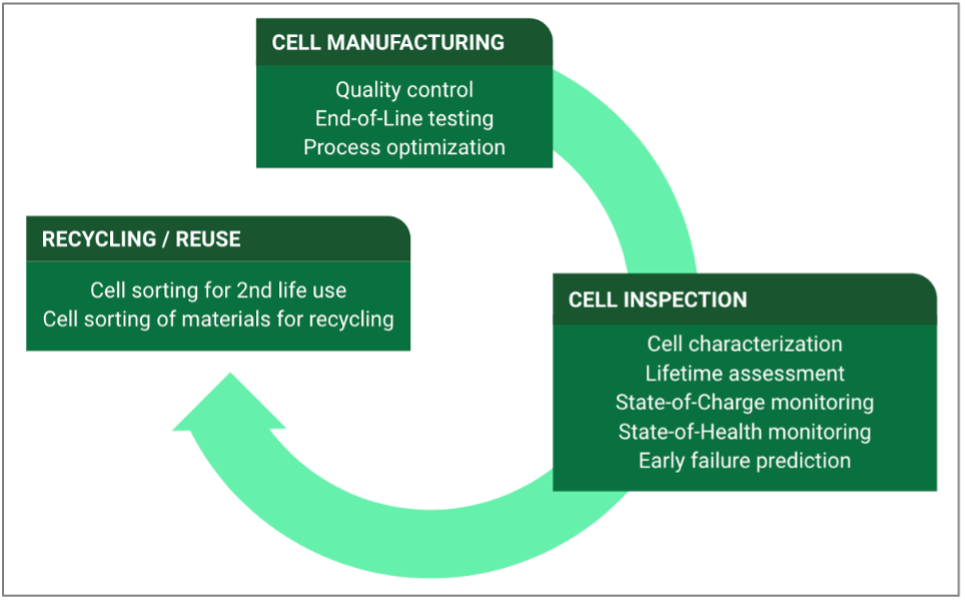 CELL MANUFACTURING
Quality control
End-of-Line testing
Process optimization
RECYCLING / REUSE
Cell sorting for 2nd life use
Cell sorting of materials for recycling
CELL INSPECTION
Cell characterization
Lifetime assessment
State-of-Charge monitoring
State-of-Health monitoring
Early failure prediction